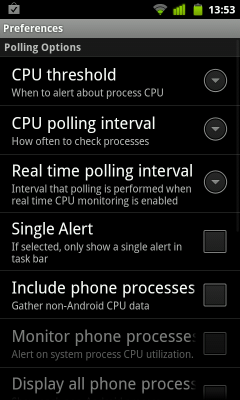 13:53
Preferences
Polling Options
CPU threshold
When to alert about process CPU
CPU polling interval
How often to check processes
Real time polling interval
Interval that polling is performed when
real time CPU monitoring is enabled
Single Alert
If selected, only show a single alert in
task bar
Include phone processes
Gather non-Android CPU data
Monitor phone processes
Alert on system process CPU utilization.
Display all phone process